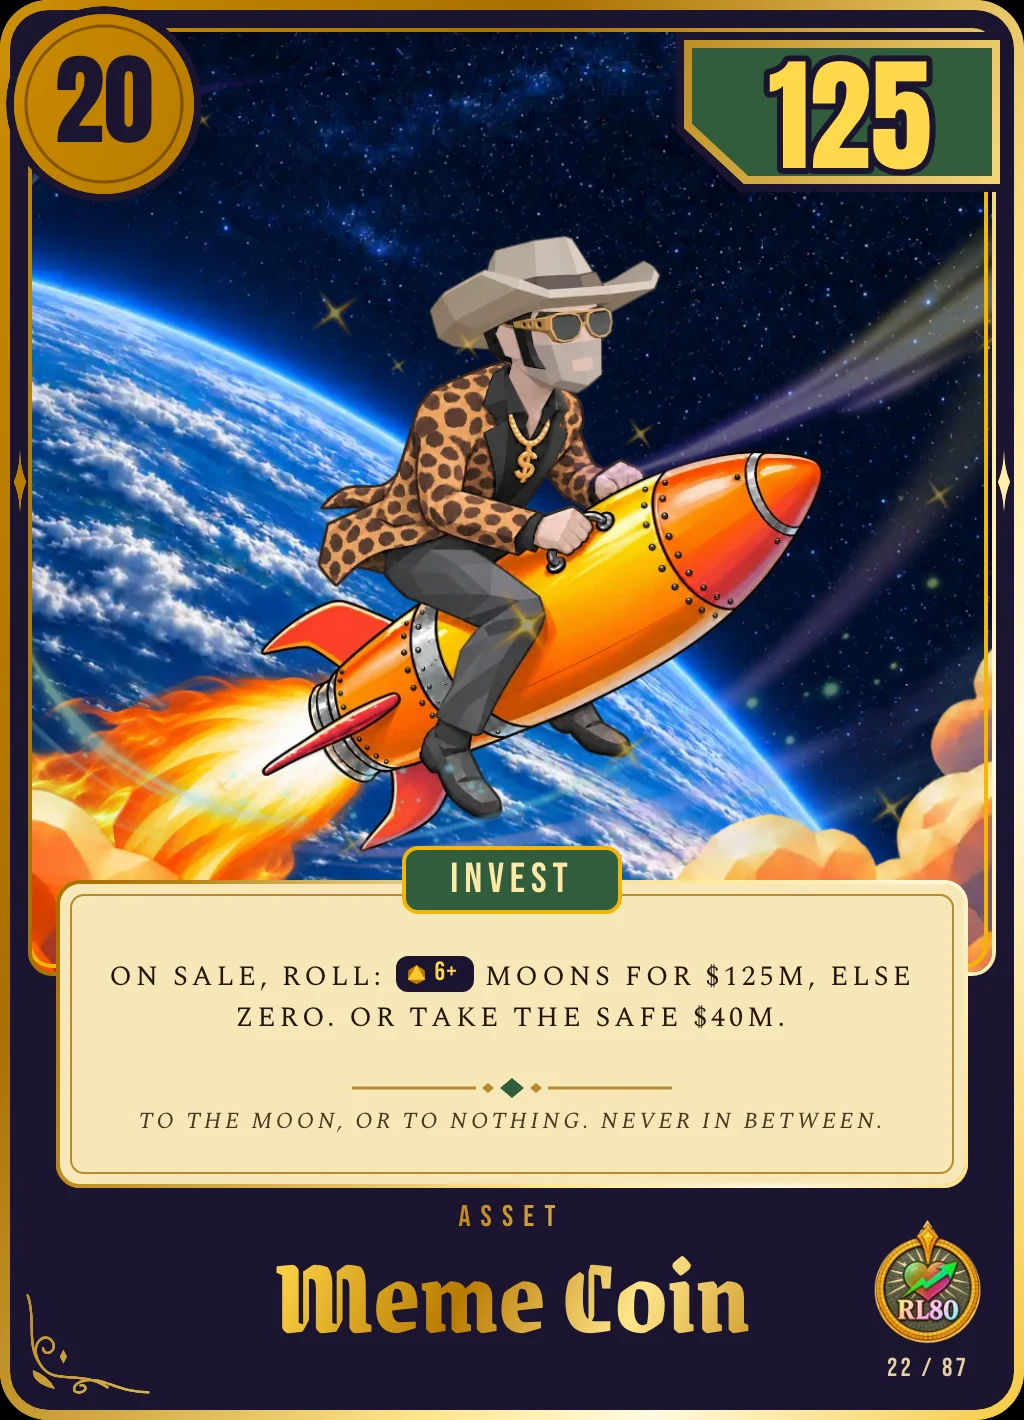 20
125
INVEST
ON SALE, ROLL: 6+ MOONS FOR $125M, ELSE
ZERO. OR TAKE THE SAFE $40M.
TO THE MOON, OR TO NOTHING. NEVER IN BETWEEN.
ASSET
Meme Coin
RL80
22 / 87